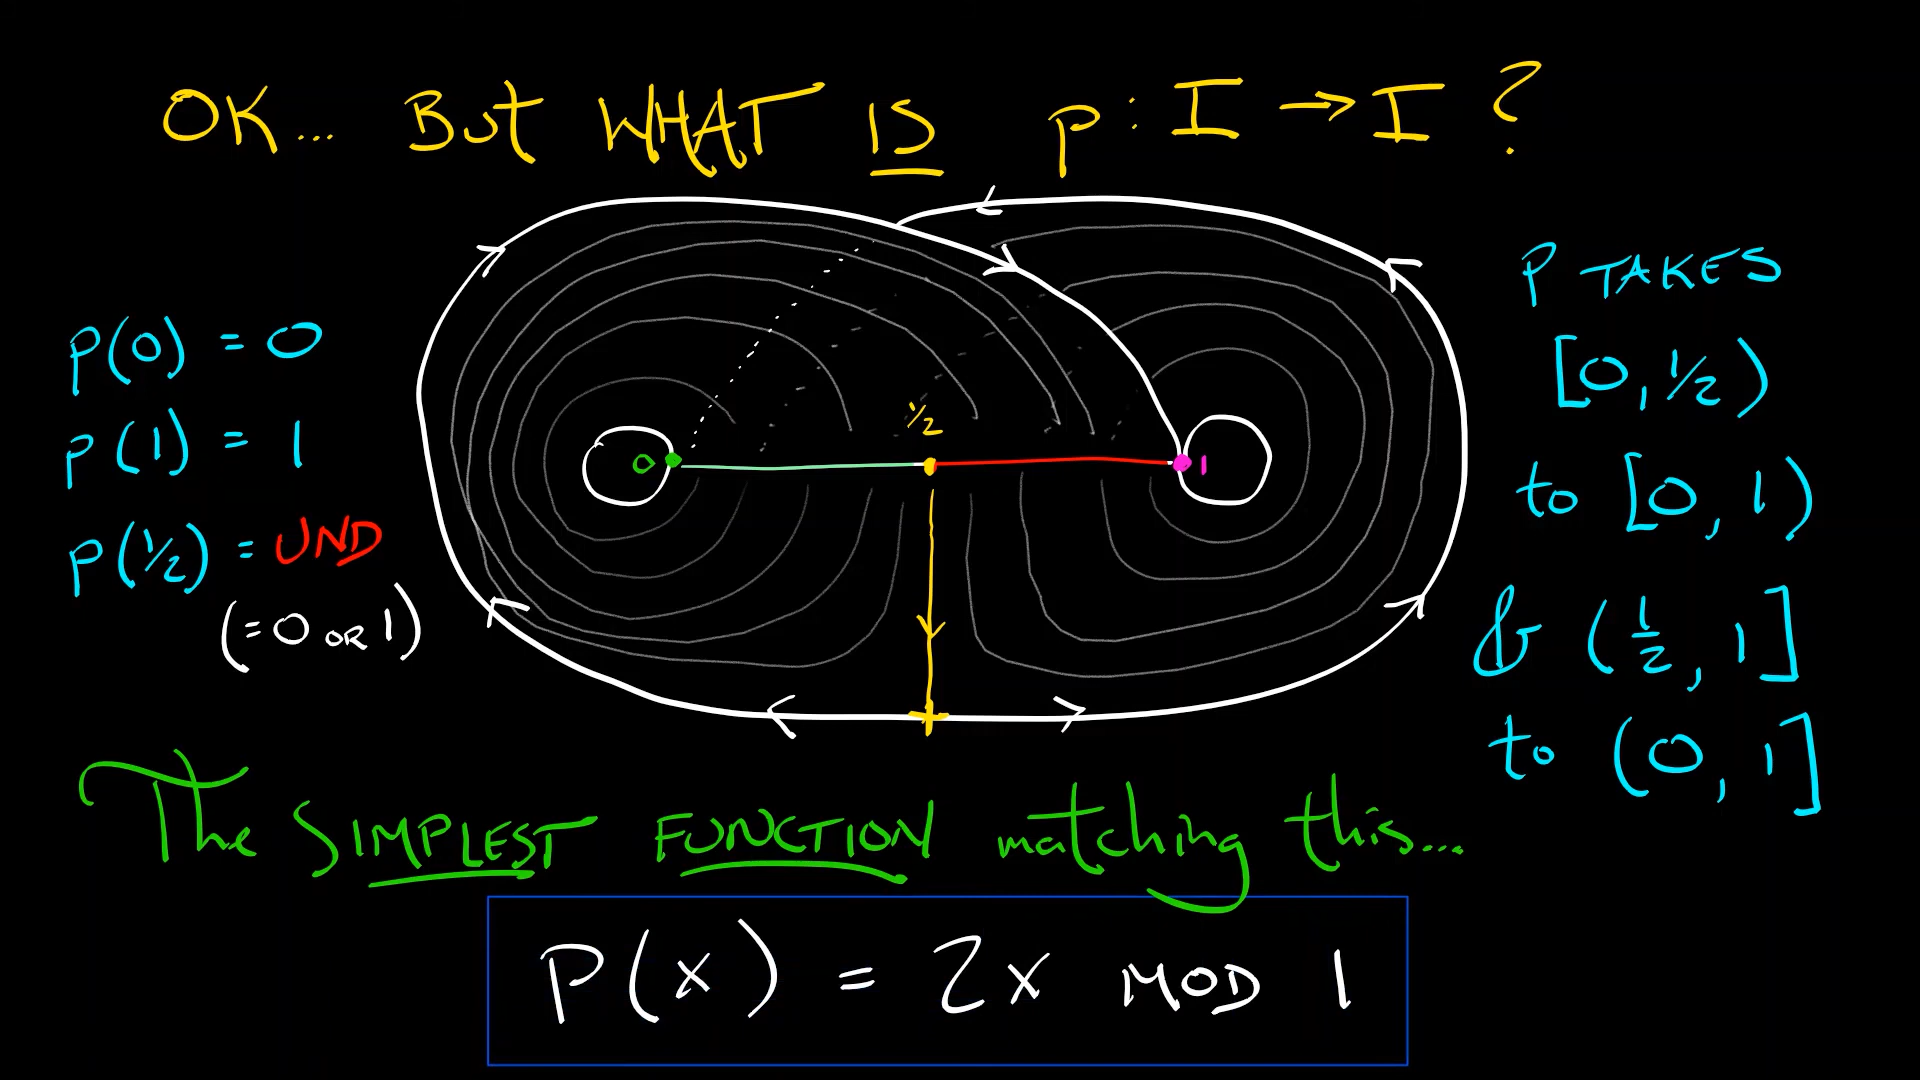 OK... But WHAT IS p: I → I ?
p(0) = 0
p(1) = 1
p(½) = UND
(= 0 OR 1)
0
½
1
P TAKES
[0, ½)
to [0, 1)
& (½, 1]
to (0, 1]
The SIMPLEST FUNCTION matching this...
P(x) = 2x MOD 1